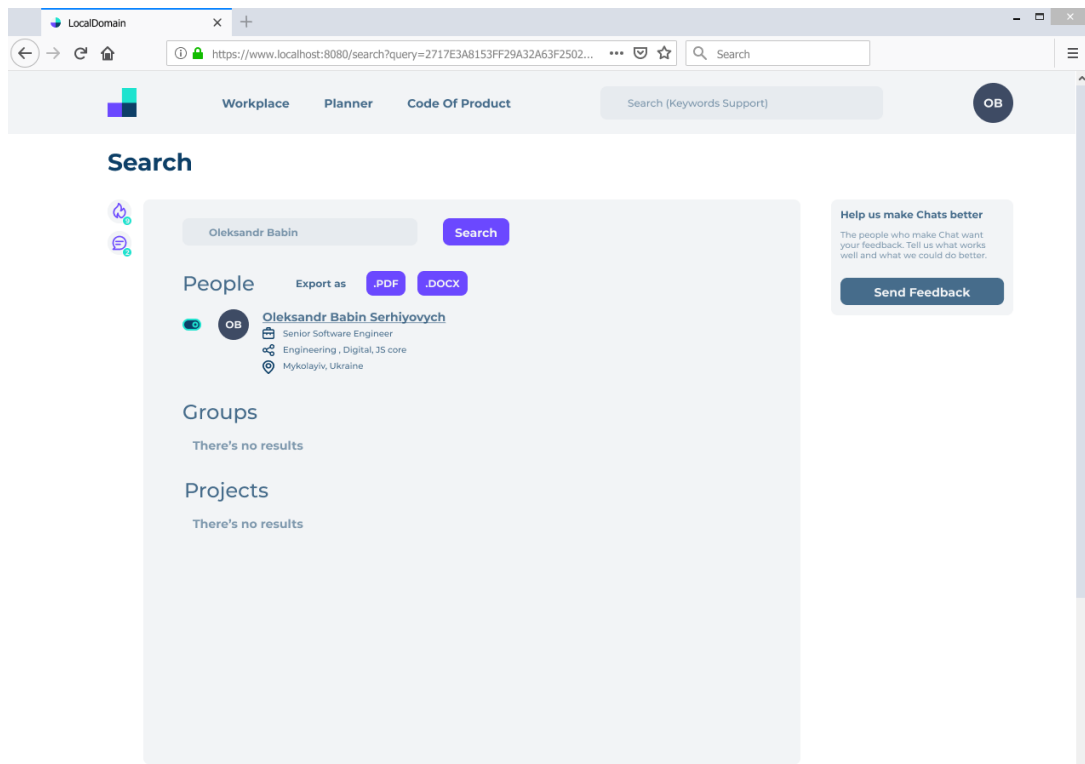 LocalDomain
https://www.localhost:8080/search?query=2717E3A8153FF29A32A63F2502...
Search
Workplace Planner Code Of Product Search (Keywords Support) OB
Search
9
2
Oleksandr Babin Search
People Export as .PDF .DOCX
OB Oleksandr Babin Serhiyovych
Senior Software Engineer
Engineering , Digital, JS core
Mykolayiv, Ukraine
Groups
There's no results
Projects
There's no results
Help us make Chats better
The people who make Chat want
your feedback. Tell us what works
well and what we could do better.
Send Feedback